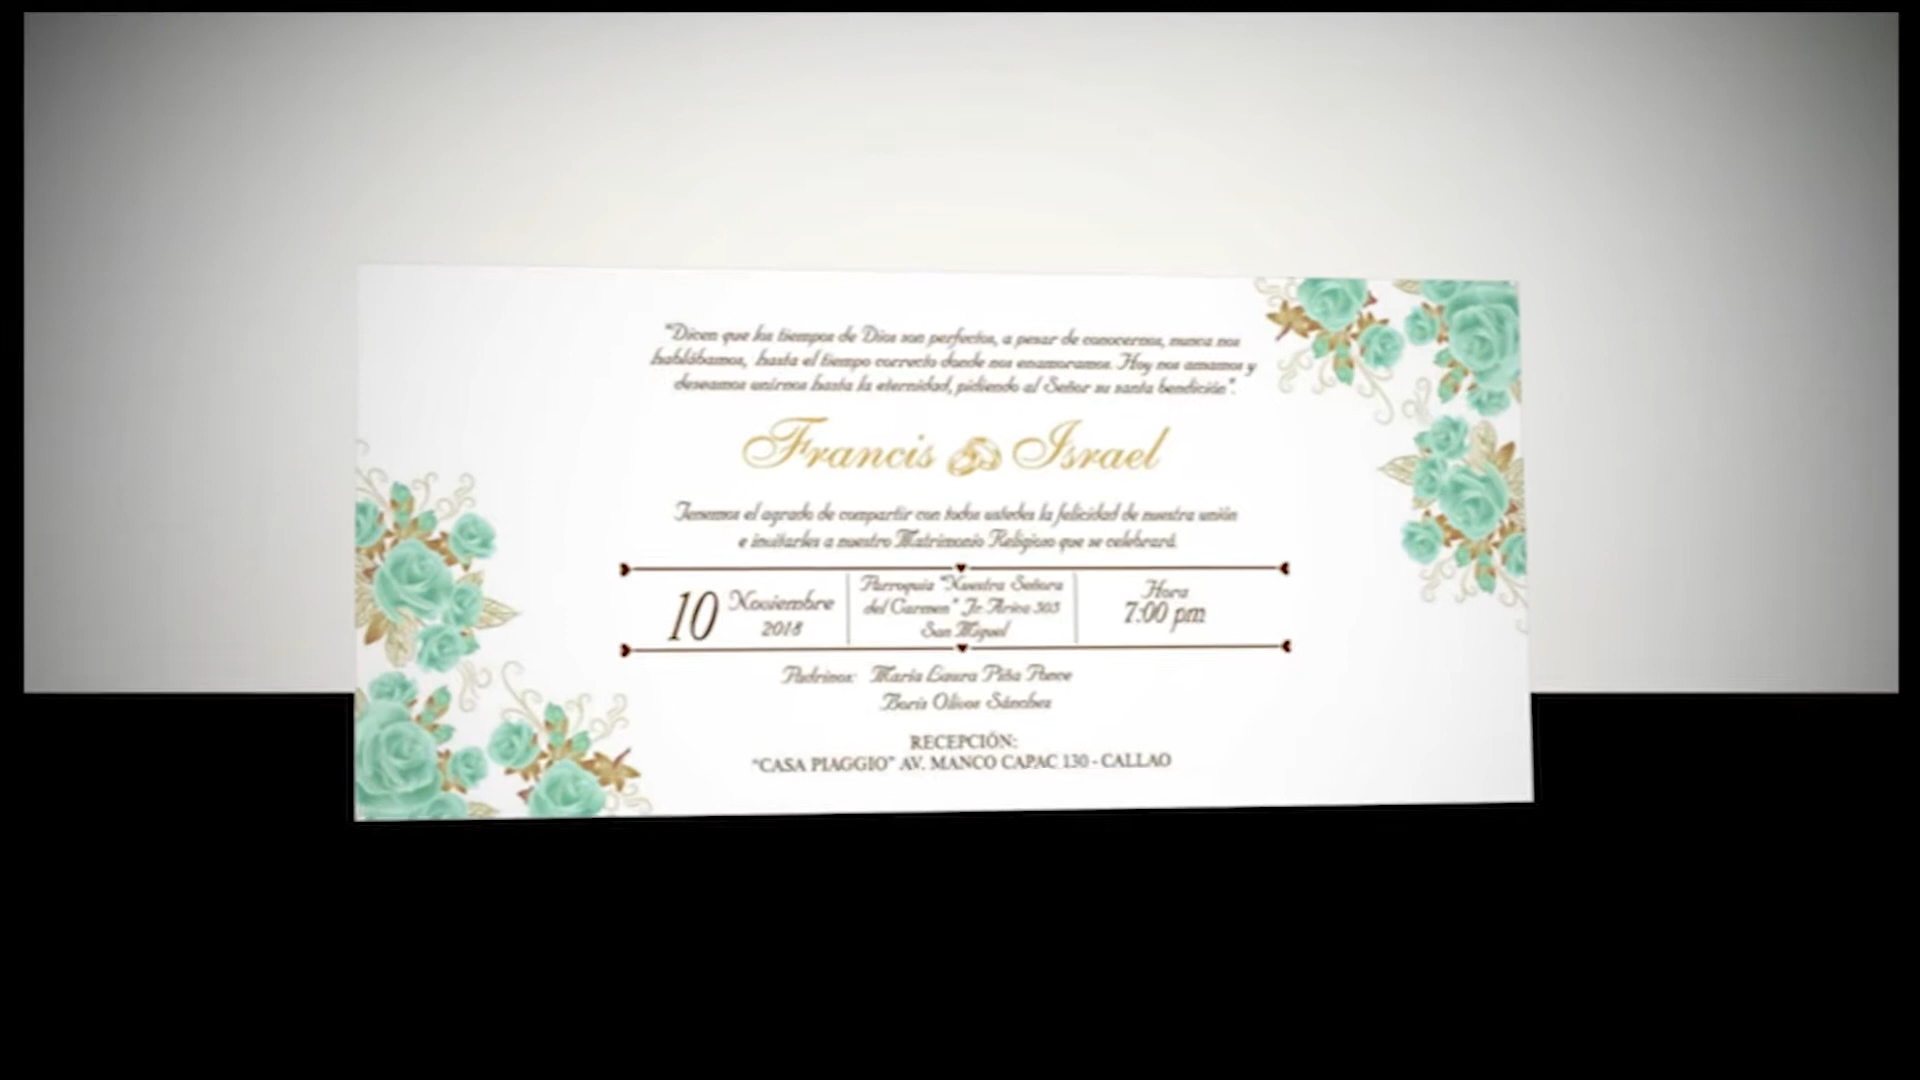 "Dicen que los tiempos de Dios son perfectos, a pesar de conocernos, nunca nos
hablábamos, hasta el tiempo correcto donde nos enamoramos. Hoy nos amamos y
deseamos unirnos hasta la eternidad, pidiendo al Señor su santa bendición".
Francis Israel
Tenemos el agrado de compartir con todos ustedes la felicidad de nuestra unión
e invitarles a nuestro Matrimonio Religioso que se celebrará
10 Noviembre
2018
Parroquia "Nuestra Señora
del Carmen" Jr. Arica 303
San Miguel
Hora
7:00 pm
Padrinos: María Laura Piña Ponce
Boris Olivos Sánchez
RECEPCIÓN:
"CASA PIAGGIO" AV. MANCO CAPAC 130 - CALLAO